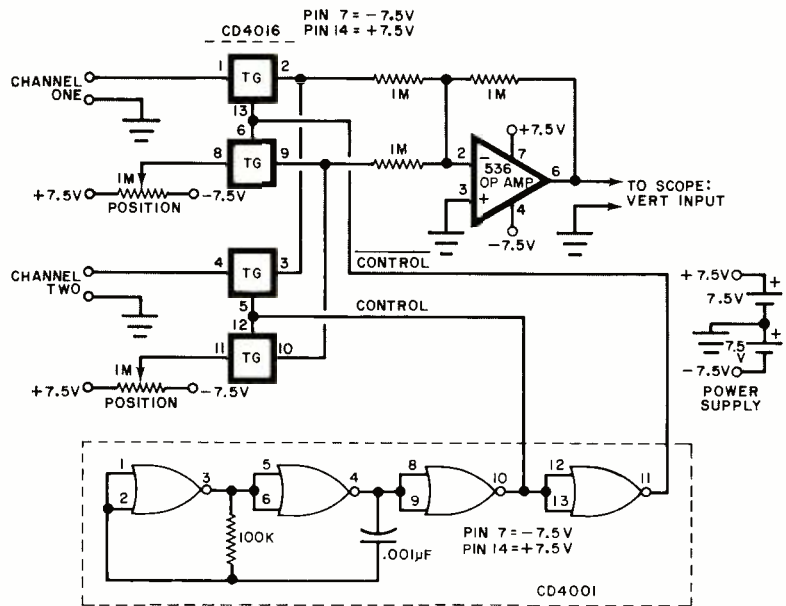 PIN 7 = −7.5V
CD4016 PIN 14 = +7.5V
1 TG 2
CHANNEL ONE
13
1M
1M
6
8 TG 9
1M
+7.5V
1M
−7.5V
POSITION
+7.5V
7
2 −
536
OP AMP
6
3 +
4
−7.5V
TO SCOPE:
VERT INPUT
CHANNEL TWO
4 TG 3
5
CONTROL
CONTROL
12
11 TG 10
1M
+7.5V
−7.5V
POSITION
+7.5V
+
7.5V
+
7.5
V
−7.5V
POWER
SUPPLY
1
2
3
5
6
4
8
9
10
12
13
11
100K
.001µF
PIN 7 = −7.5V
PIN 14 = +7.5V
CD4001